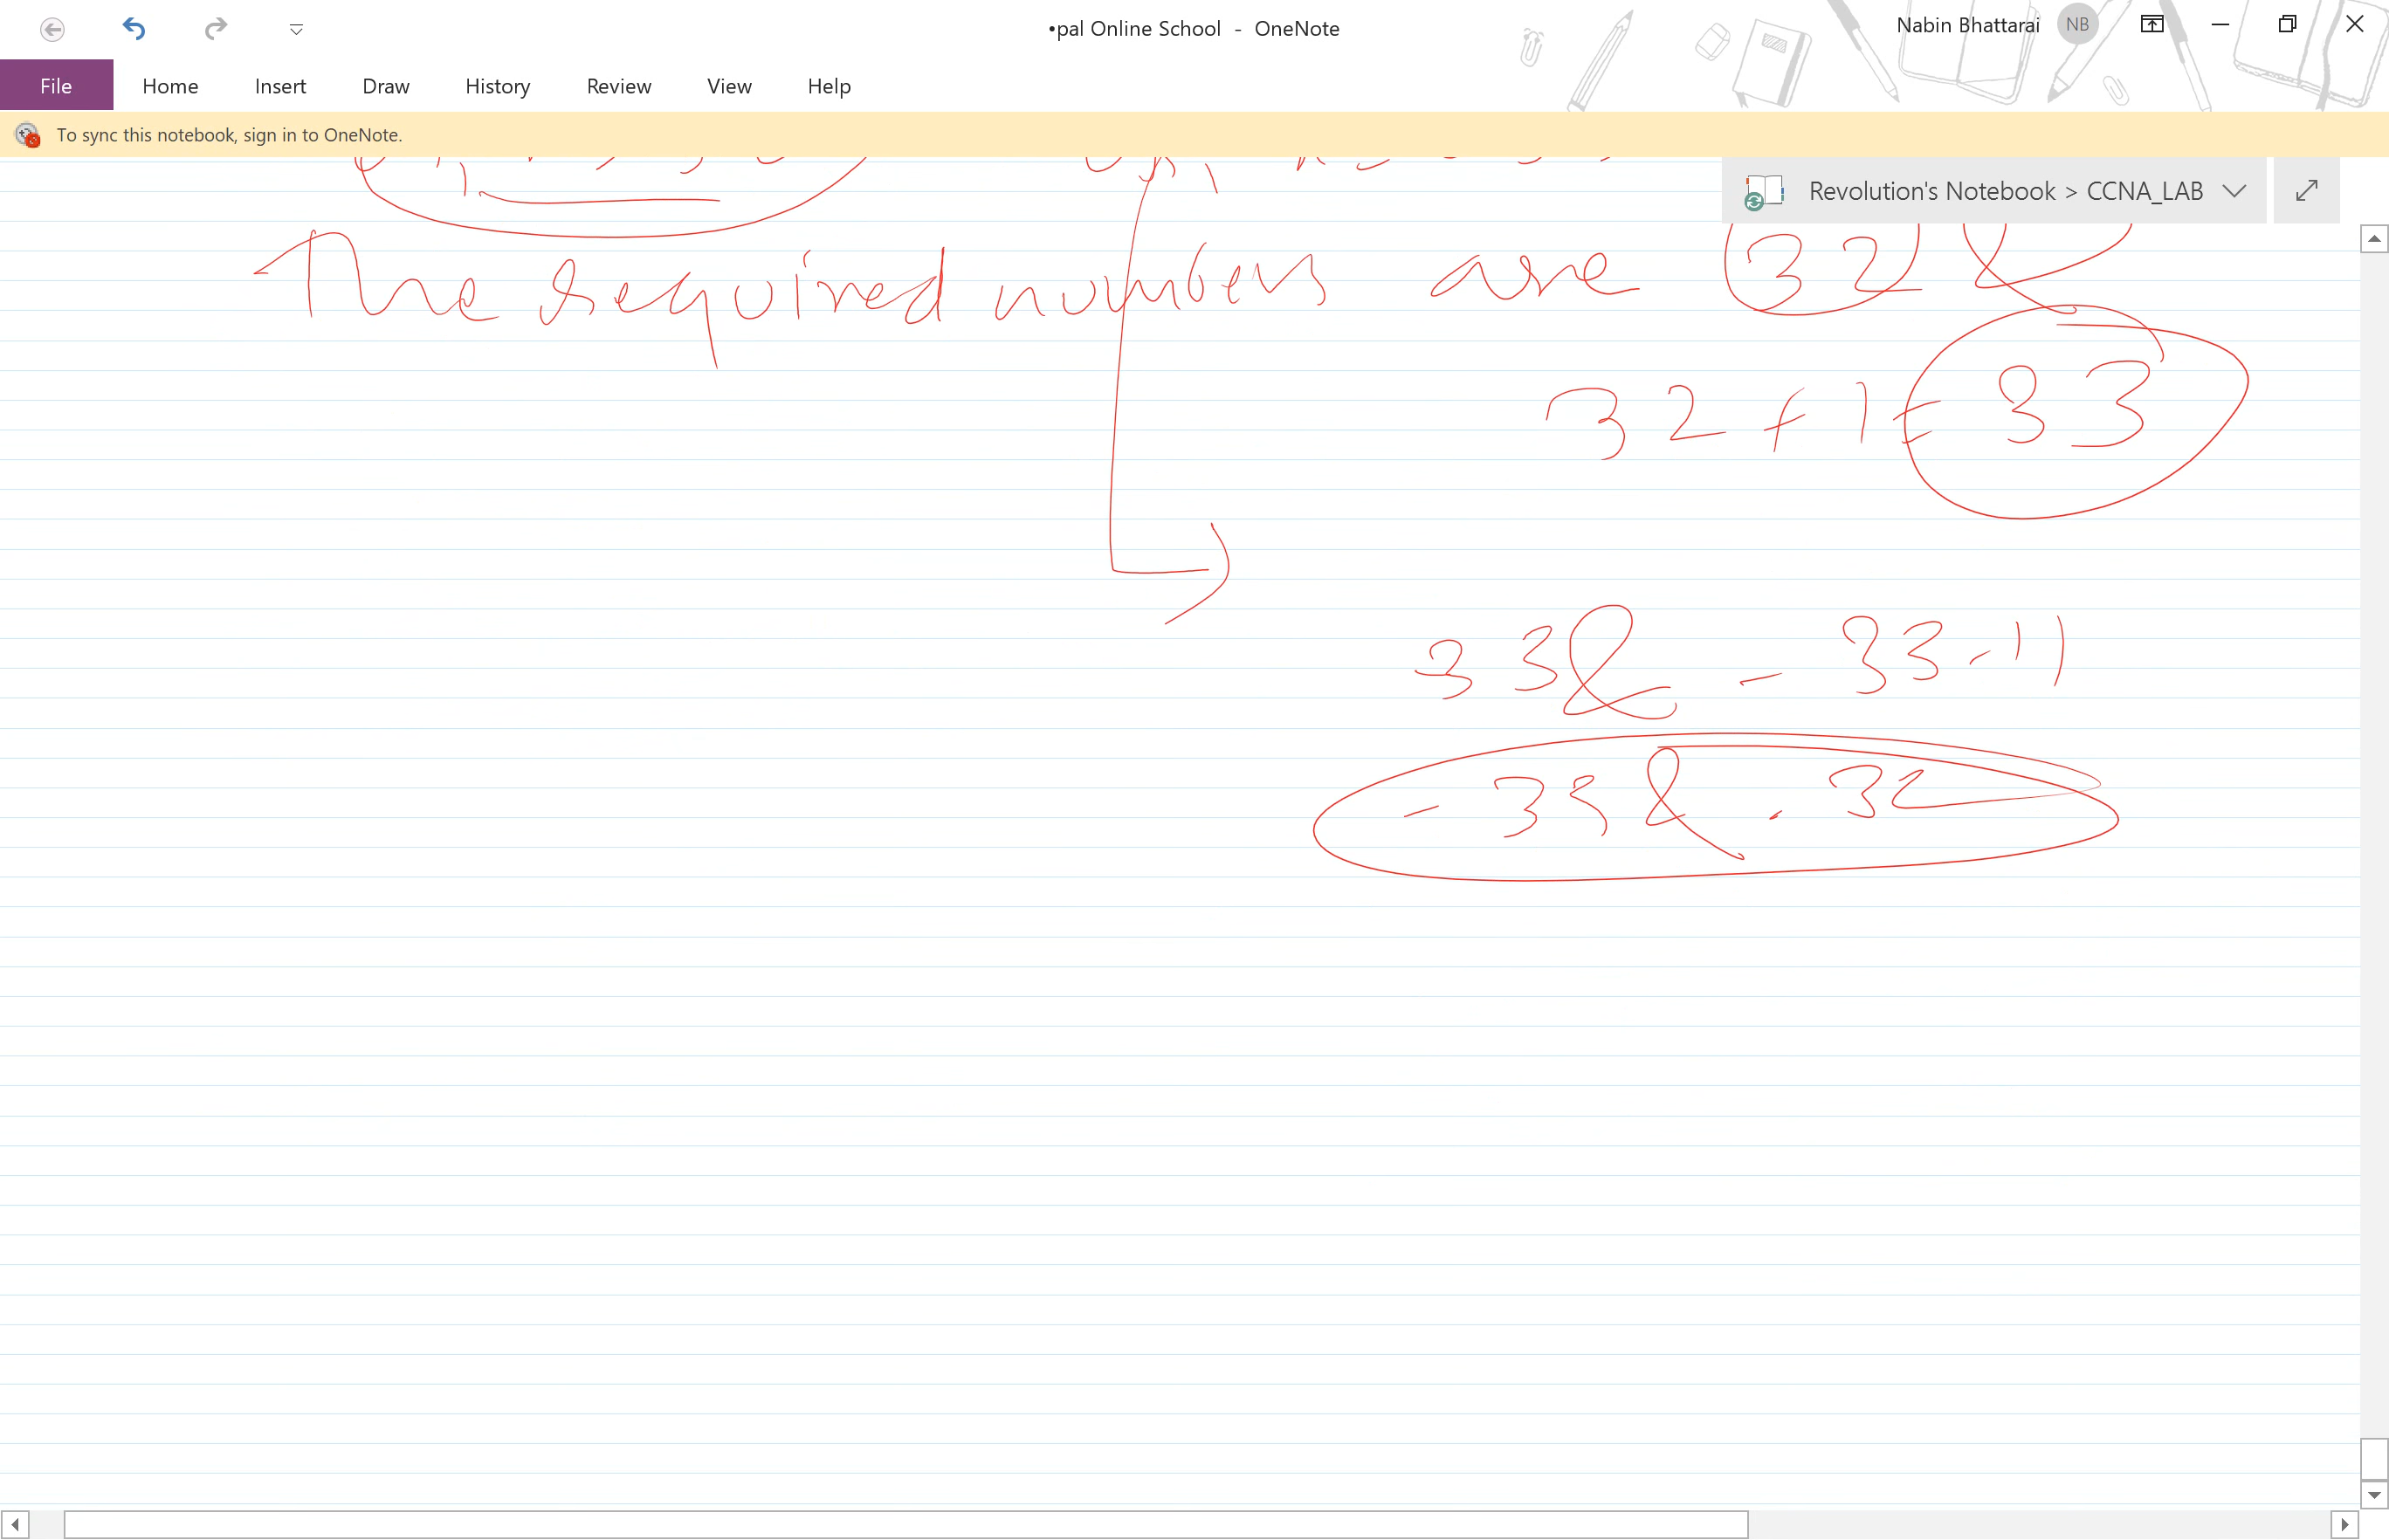 •pal Online School - OneNote
Nabin Bhattarai NB
File Home Insert Draw History Review View Help
To sync this notebook, sign in to OneNote.
Revolution's Notebook > CCNA_LAB
The required numbers are 32 &
32 + 1 = 33
33 & - 33 + 1
- 33 & - 32